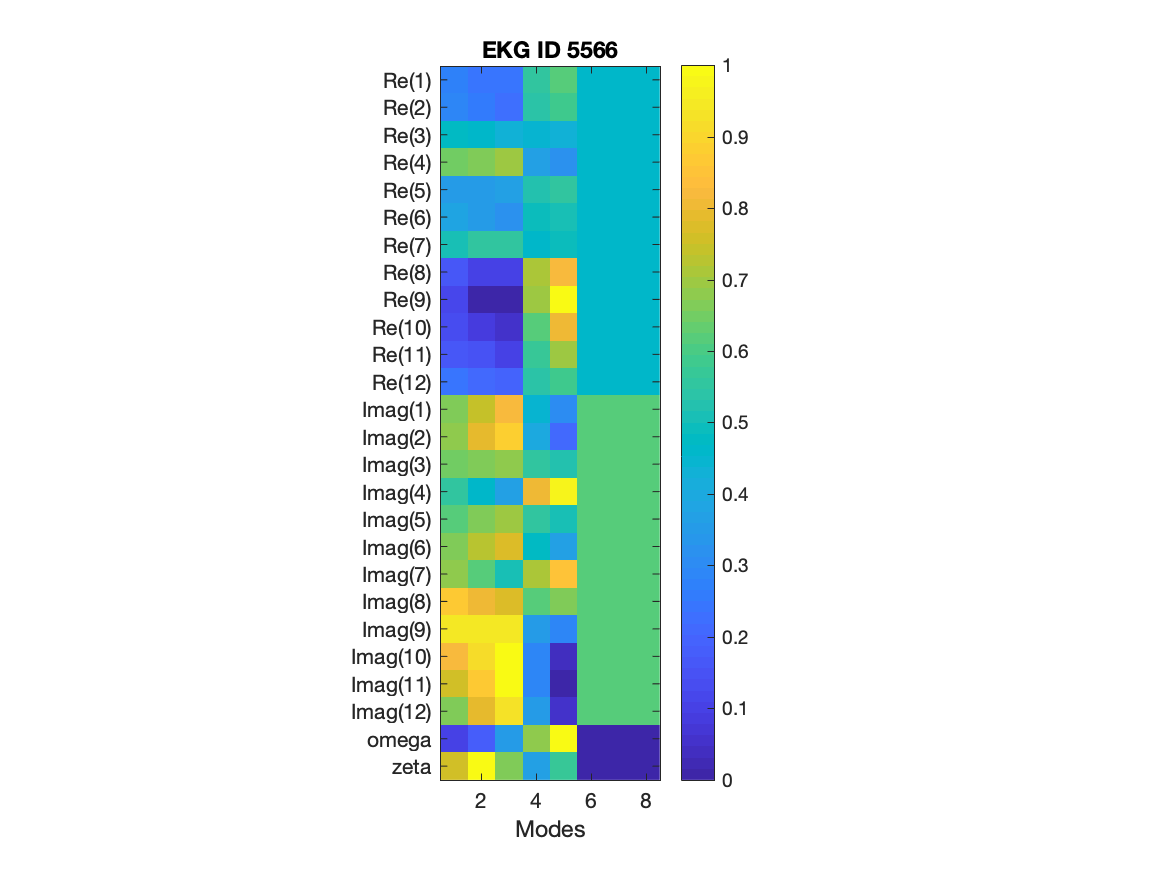 EKG ID 5566
Re(1)
Re(2)
Re(3)
Re(4)
Re(5)
Re(6)
Re(7)
Re(8)
Re(9)
Re(10)
Re(11)
Re(12)
Imag(1)
Imag(2)
Imag(3)
Imag(4)
Imag(5)
Imag(6)
Imag(7)
Imag(8)
Imag(9)
Imag(10)
Imag(11)
Imag(12)
omega
zeta
2 4 6 8
Modes
1
0.9
0.8
0.7
0.6
0.5
0.4
0.3
0.2
0.1
0